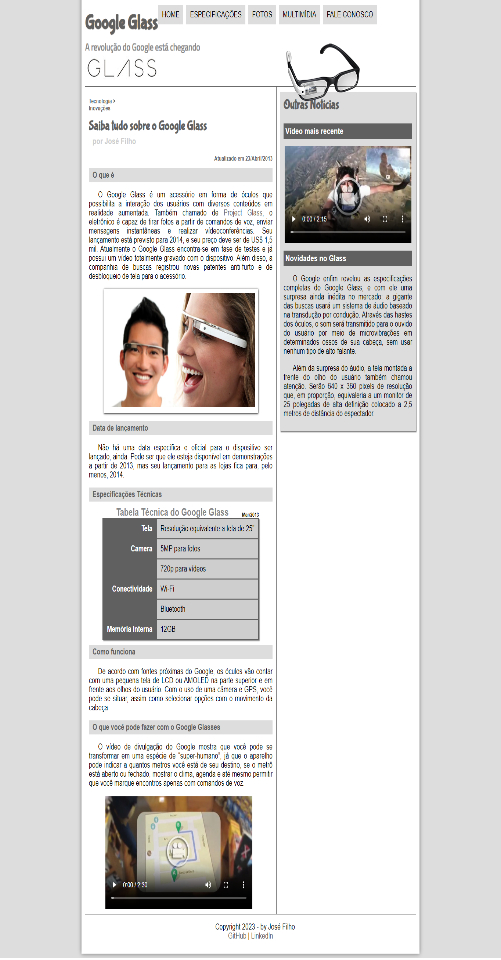 Google Glass
HOME ESPECIFICAÇÕES FOTOS MULTIMÍDIA FALE CONOSCO
A revolução do Google está chegando
GLASS
Tecnologia >
Inovações
Saiba tudo sobre o Google Glass
por José Filho
Atualizado em 23/Abril/2013
O que é
O Google Glass é um acessório em forma de óculos que
possibilita a interação dos usuários com diversos conteúdos em
realidade aumentada. Também chamado de Project Glass, o
eletrônico é capaz de tirar fotos a partir de comandos de voz, enviar
mensagens instantâneas e realizar vídeoconferências. Seu
lançamento está previsto para 2014, e seu preço deve ser de US$ 1,5
mil. Atualmente o Google Glass encontra-se em fase de testes e já
possui um vídeo totalmente gravado com o dispositivo. Além disso, a
companhia de buscas registrou novas patentes anti-furto e de
desbloqueio de tela para o acessório.
Data de lançamento
Não há uma data específica e oficial para o dispositivo ser
lançado, ainda. Pode ser que ele esteja disponível em demonstrações
a partir de 2013, mas seu lançamento para as lojas fica para, pelo
menos, 2014.
Especificações Técnicas
Tabela Técnica do Google Glass Mai/2013
Tela Resolução equivalente a tela de 25"
Camera 5MP para fotos
720p para vídeos
Conectividade Wi-Fi
Bluetooth
Memória Interna 12GB
Como funciona
De acordo com fontes próximas do Google, os óculos vão contar
com uma pequena tela de LCD ou AMOLED na parte superior e em
frente aos olhos do usuário. Com o uso de uma câmera e GPS, você
pode se situar, assim como selecionar opções com o movimento da
cabeça.
O que você pode fazer com o Google Glasses
O vídeo de divulgação do Google mostra que você pode se
transformar em uma espécie de "super-humano", já que o aparelho
pode indicar a quantos metros você está de seu destino, se o metrô
está aberto ou fechado, mostrar o clima, agenda e até mesmo permitir
que você marque encontros apenas com comandos de voz.
0:00 / 2:30
Outras Notícias
Vídeo mais recente
0:00 / 2:15
Novidades no Glass
O Google enfim revelou as especificações
completas do Google Glass, e com ele uma
surpresa ainda inédita no mercado: a gigante
das buscas usará um sistema de áudio baseado
na transdução por condução. Através das hastes
dos óculos, o som será transmitido para o ouvido
do usuário por meio de microvibrações em
determinados ossos de sua cabeça, sem usar
nenhum tipo de alto falante.
Além da surpresa do áudio, a tela montada a
frente do olho do usuário também chamou
atenção. Serão 640 x 360 pixels de resolução
que, em proporção, equivaleria a um monitor de
25 polegadas de alta definição colocado a 2,5
metros de distância do espectador.
Copyright 2023 - by José Filho
GitHub | LinkedIn